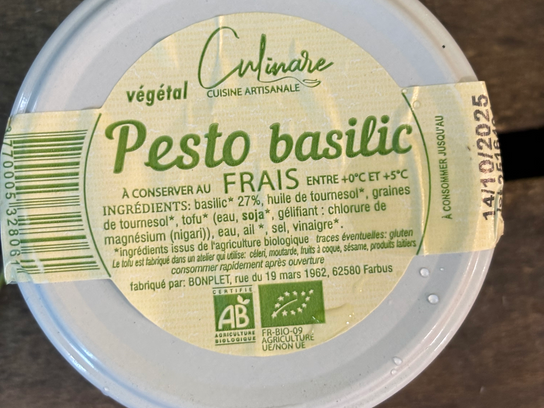 végétal
Culinare
CUISINE ARTISANALE
Pesto basilic
À CONSERVER AU FRAIS ENTRE +0°C ET +5°C
INGRÉDIENTS: basilic* 27%, huile de tournesol*, graines
de tournesol*, tofu* (eau, soja*, gélifiant : chlorure de
magnésium (nigari)), eau, ail *, sel, vinaigre*.
*ingrédients issus de l'agriculture biologique traces éventuelles: gluten
Le tofu est fabriqué dans un atelier qui utilise: céleri, moutarde, fruits à coque, sésame, produits laitiers
consommer rapidement après ouverture
fabriqué par: BONPLET, rue du 19 mars 1962, 62580 Farbus
CERTIFIÉ
AB
AGRICULTURE
BIOLOGIQUE
FR-BIO-09
AGRICULTURE
UE/NON UE
À CONSOMMER JUSQU'AU
14/10/2025